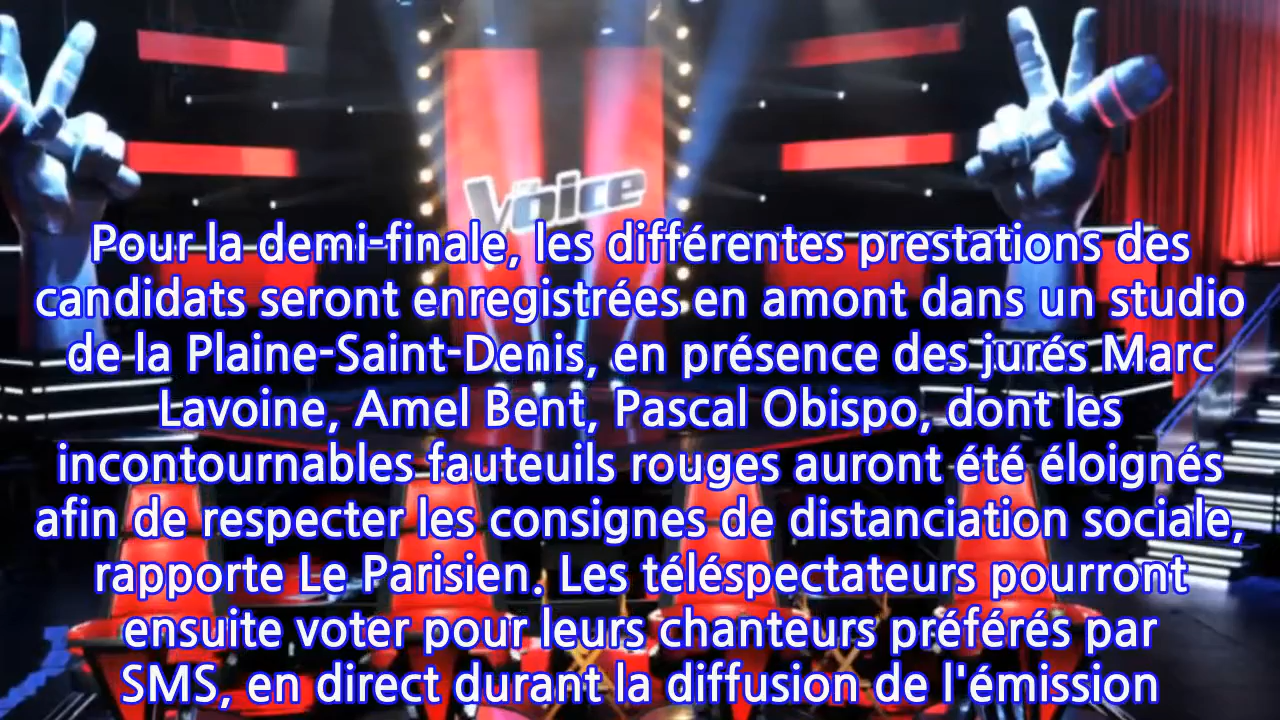 THE
Voice
Pour la demi-finale, les différentes prestations des
candidats seront enregistrées en amont dans un studio
de la Plaine-Saint-Denis, en présence des jurés Marc
Lavoine, Amel Bent, Pascal Obispo, dont les
incontournables fauteuils rouges auront été éloignés
afin de respecter les consignes de distanciation sociale,
rapporte Le Parisien. Les téléspectateurs pourront
ensuite voter pour leurs chanteurs préférés par
SMS, en direct durant la diffusion de l'émission